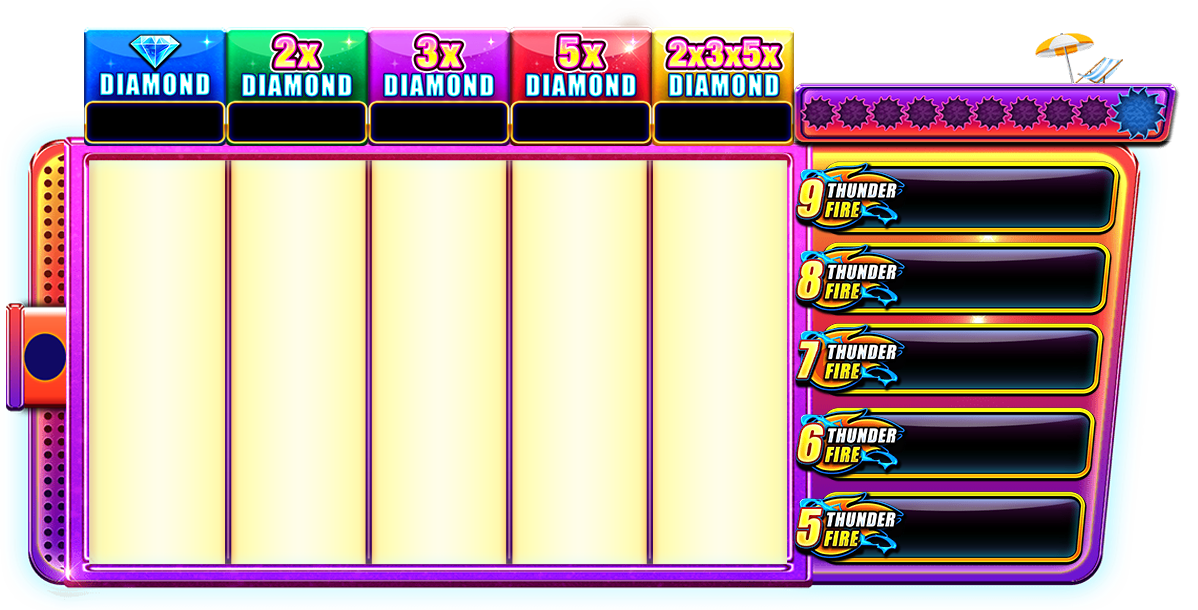 DIAMOND
2x
DIAMOND
3x
DIAMOND
5x
DIAMOND
2x3x5x
DIAMOND
9 THUNDER
FIRE
8 THUNDER
FIRE
7 THUNDER
FIRE
6 THUNDER
FIRE
5 THUNDER
FIRE